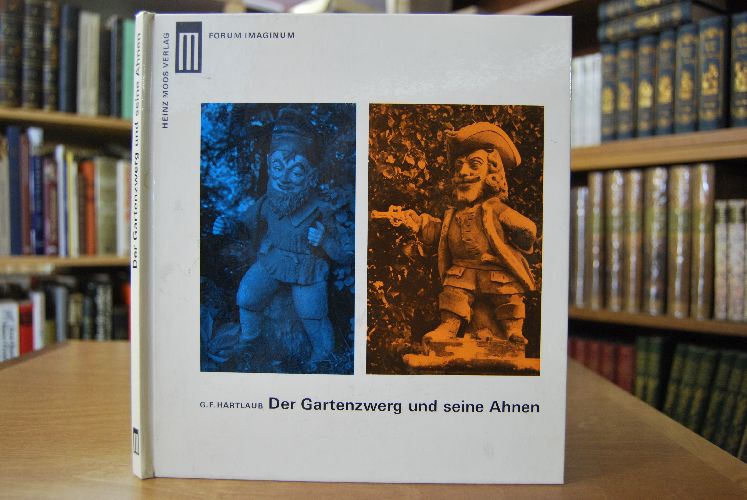 Der Gartenzwerg und seine Ahnen
HEINZ MOOS VERLAG
FORUM IMAGINUM
G.F. HARTLAUB Der Gartenzwerg und seine Ahnen